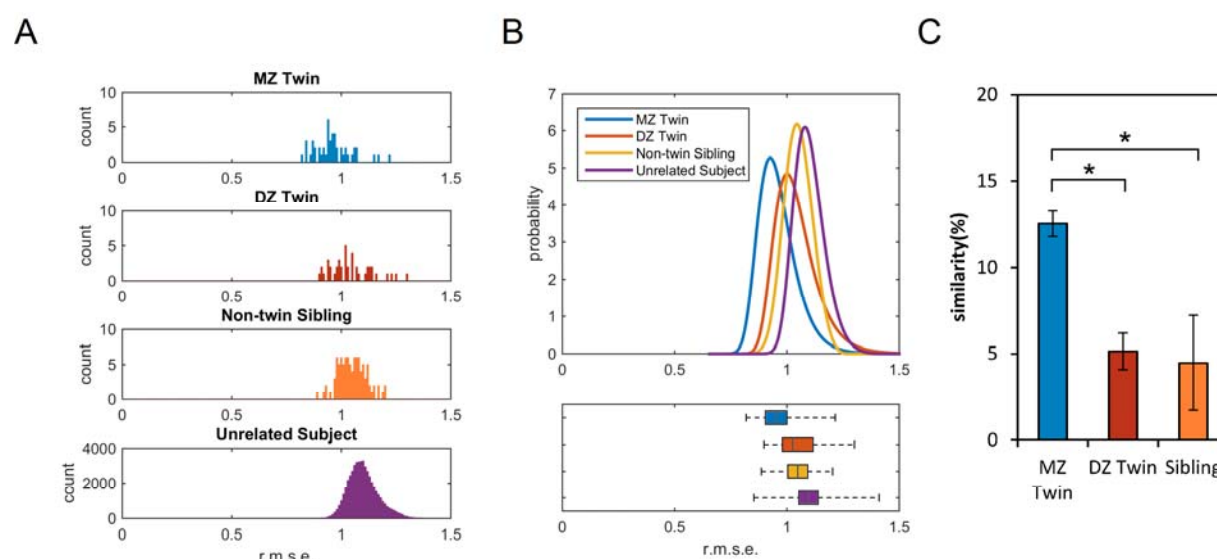 A
MZ Twin
10
5
0
count
0 0.5 1 1.5
DZ Twin
10
5
0
count
0 0.5 1 1.5
Non-twin Sibling
10
5
0
count
0 0.5 1 1.5
Unrelated Subject
4000
2000
0
count
0 0.5 1 1.5
r.m.s.e.
B
7
6
5
4
3
2
1
0
probability
MZ Twin
DZ Twin
Non-twin Sibling
Unrelated Subject
0 0.5 1 1.5
0 0.5 1 1.5
r.m.s.e.
C
20
15
10
5
0
similarity(%)
*
*
MZ
Twin
DZ Twin
Sibling